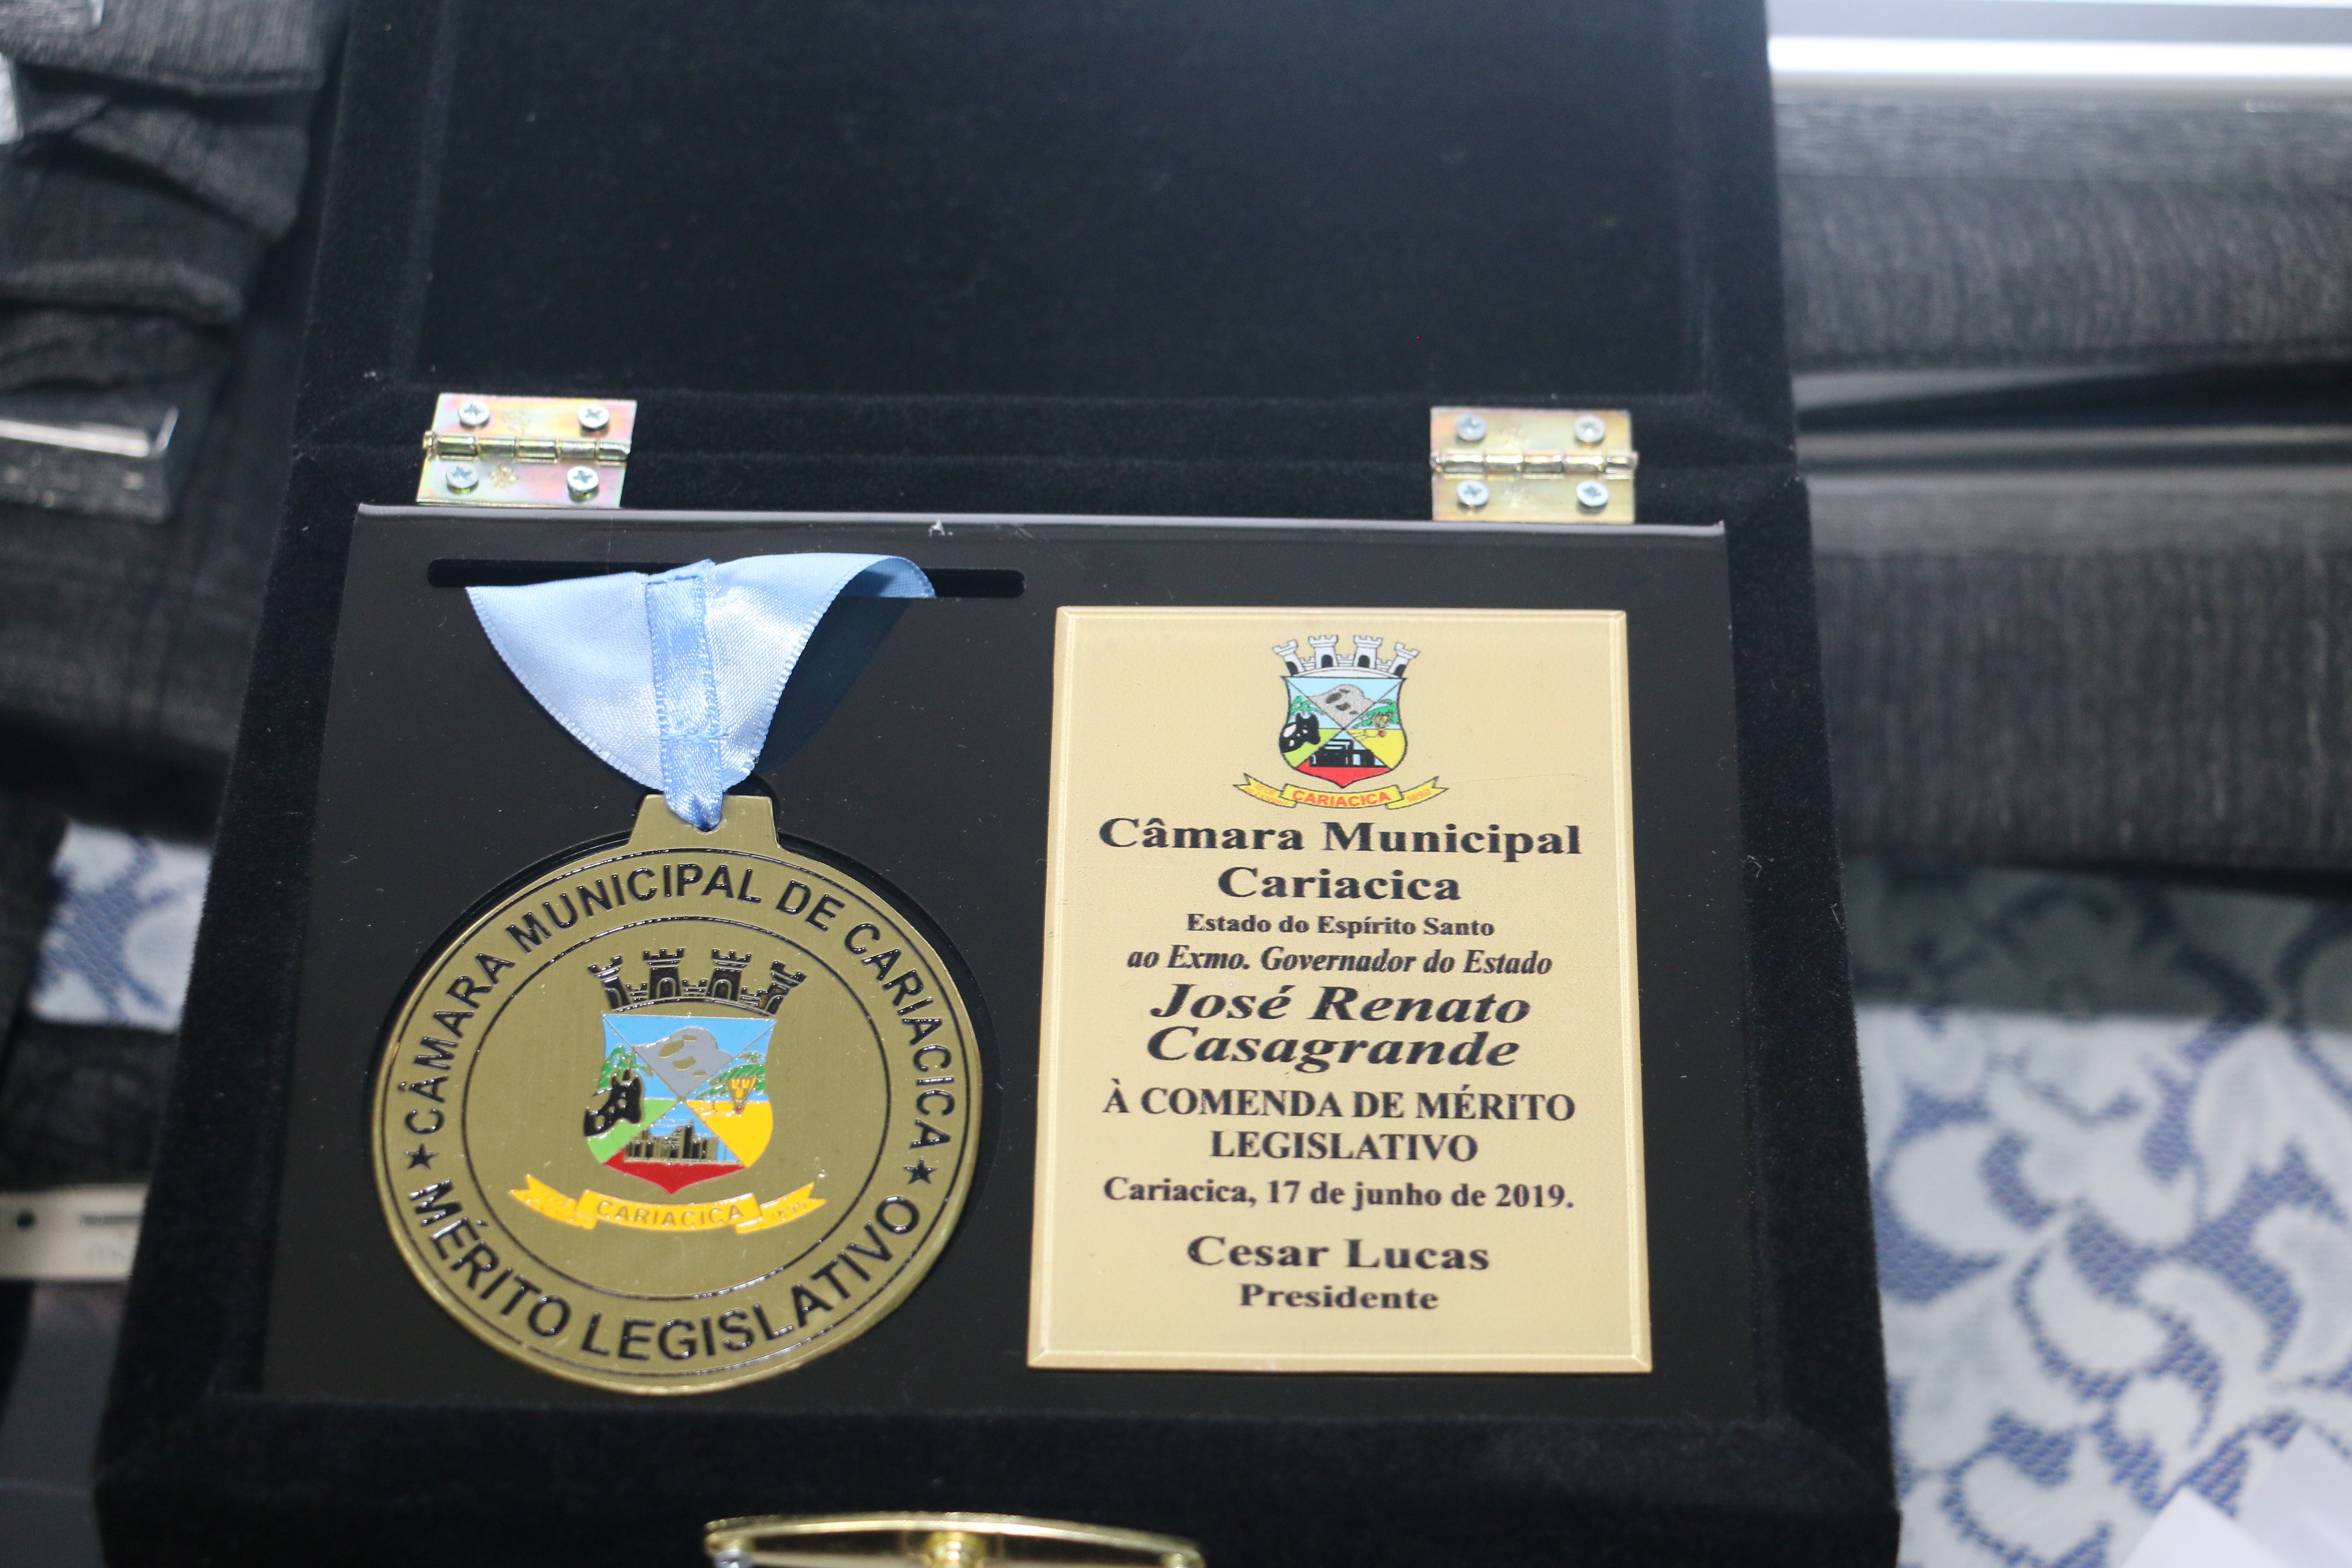 CÂMARA MUNICIPAL DE CARIACICA
CARIACICA
★ MÉRITO LEGISLATIVO ★
CARIACICA
Câmara Municipal
Cariacica
Estado do Espírito Santo
ao Exmo. Governador do Estado
José Renato
Casagrande
À COMENDA DE MÉRITO
LEGISLATIVO
Cariacica, 17 de junho de 2019.
Cesar Lucas
Presidente